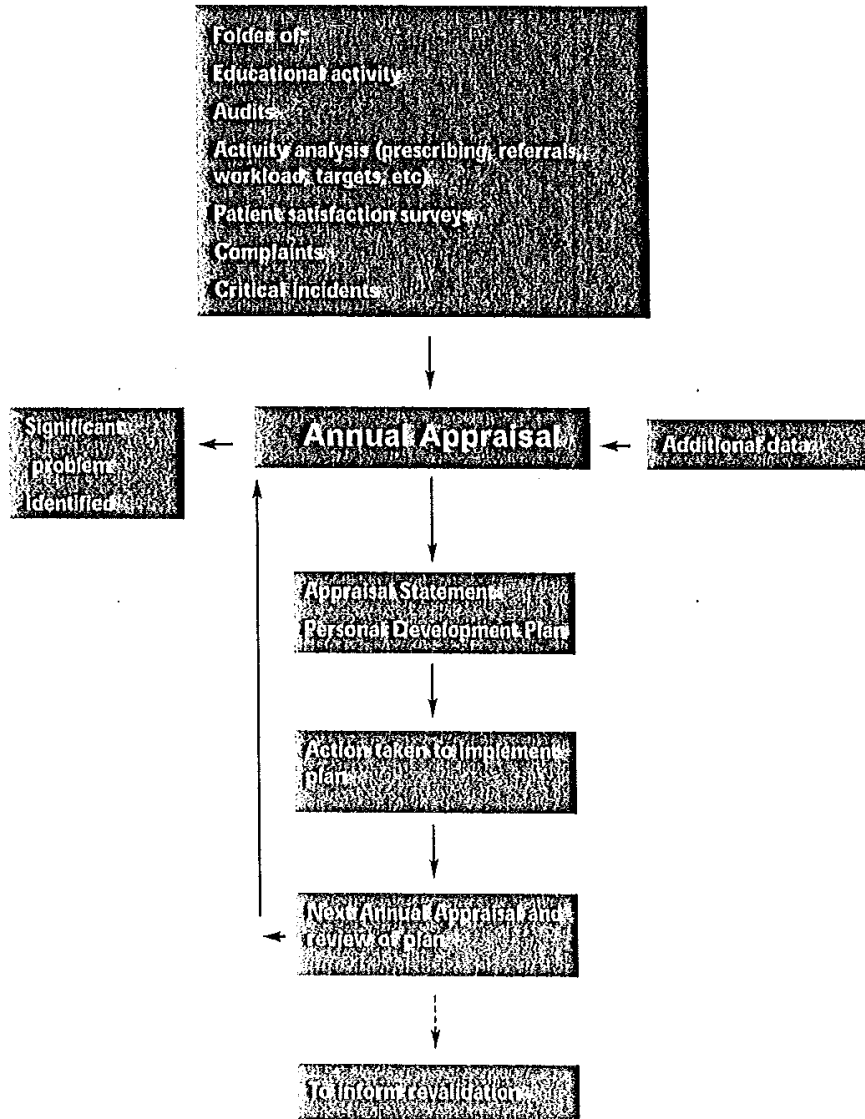 Folder of:
Educational activity
Audits
Activity analysis (prescribing, referrals,
workload, targets, etc)
Patient satisfaction surveys
Complaints
Critical incidents
Annual Appraisal
Significant
problem
identified
Additional data
Appraisal Statement
Personal Development Plan
Action taken to implement
plan
Next Annual Appraisal and
review of plan
To inform revalidation